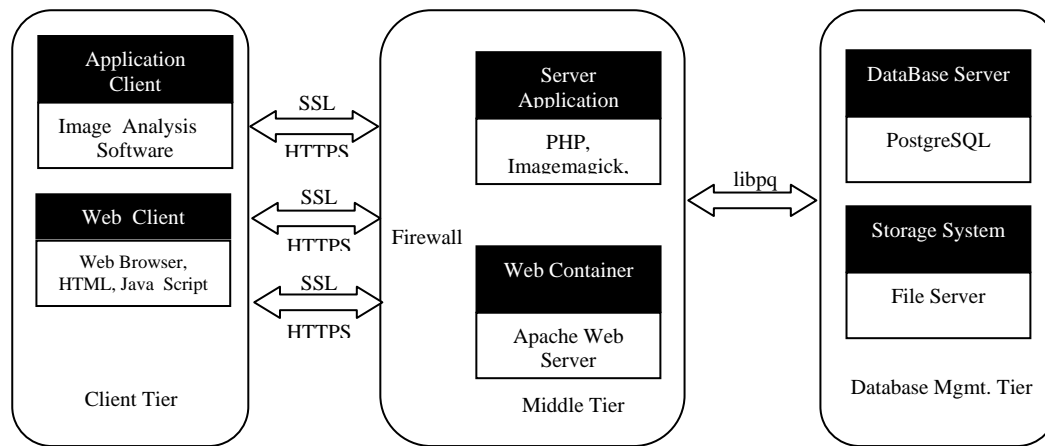 Application
Client
Image Analysis
Software
Web Client
Web Browser,
HTML, Java Script
Client Tier
SSL
HTTPS
SSL
HTTPS
SSL
HTTPS
Firewall
Server
Application
PHP,
Imagemagick,
Web Container
Apache Web
Server
Middle Tier
libpq
DataBase Server
PostgreSQL
Storage System
File Server
Database Mgmt. Tier